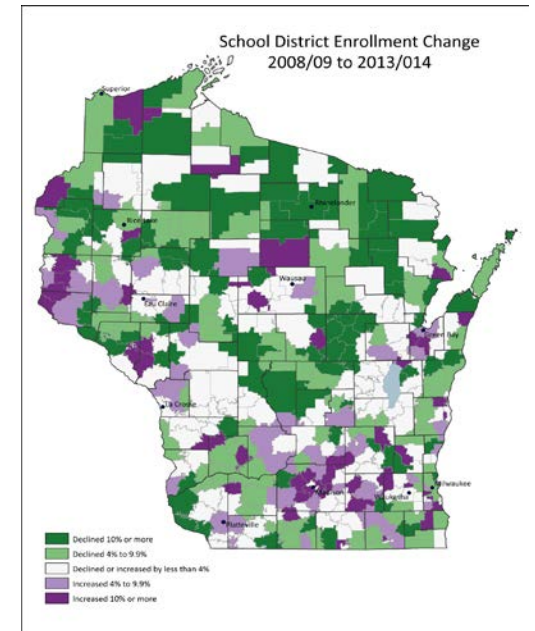 School District Enrollment Change
2008/09 to 2013/014
Superior
Rhinelander
Rice Lake
Wausau
Eau Claire
Green Bay
La Crosse
Madison
Waukesha
Milwaukee
Platteville
Declined 10% or more
Declined 4% to 9.9%
Declined or increased by less than 4%
Increased 4% to 9.9%
Increased 10% or more